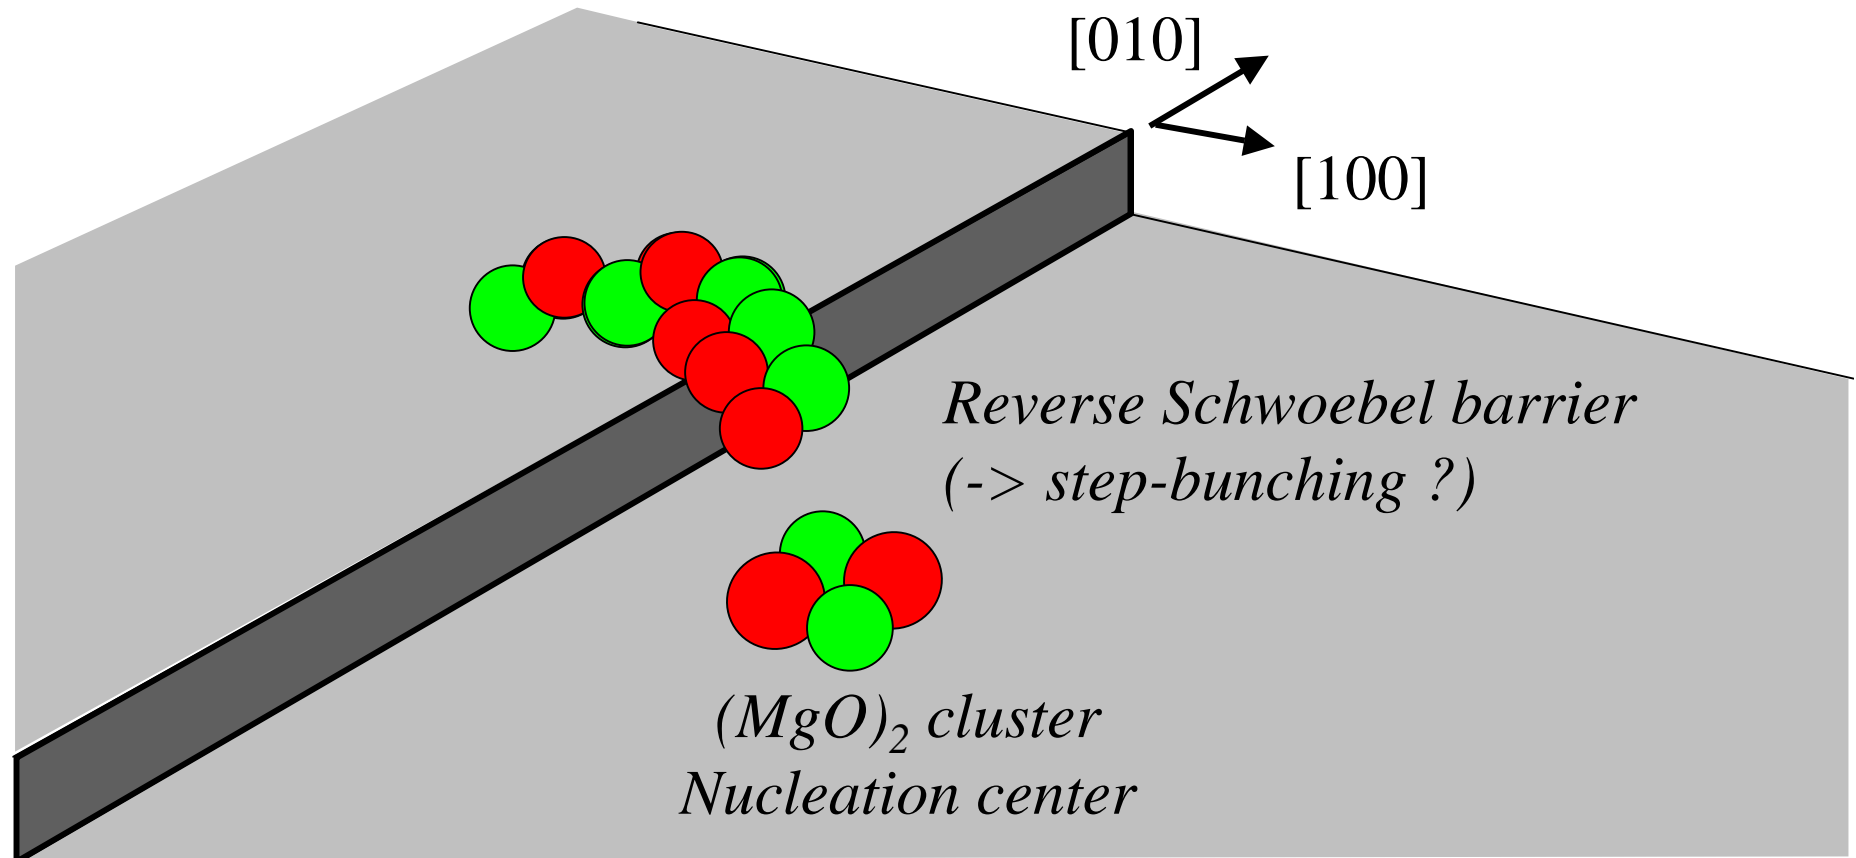 [010]
[100]
Reverse Schwoebel barrier
(-> step-bunching ?)
(MgO)₂ cluster
Nucleation center